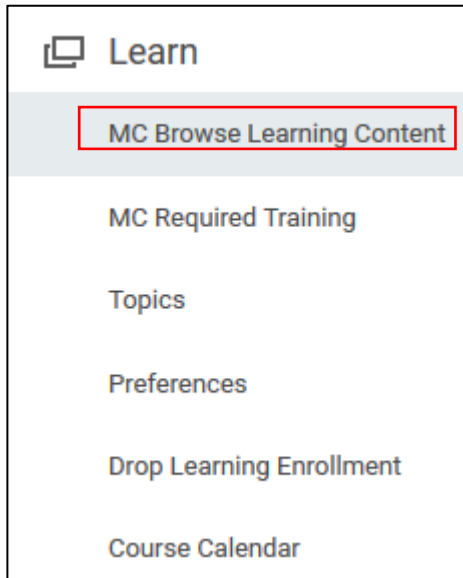 Learn
MC Browse Learning Content
MC Required Training
Topics
Preferences
Drop Learning Enrollment
Course Calendar